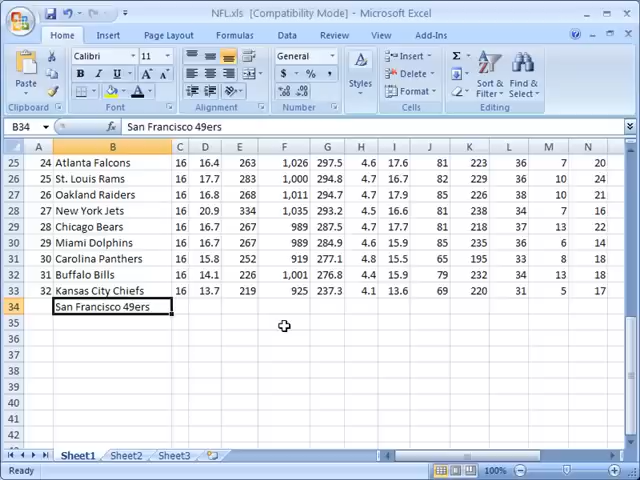 NFL.xls [Compatibility Mode] - Microsoft Excel
Home Insert Page Layout Formulas Data Review View Add-Ins
Paste
Calibri 11
B I U
A A
General
$ % ,
Styles
Insert
Delete
Format
Σ
Sort & Filter
Find & Select
Clipboard Font Alignment Number Cells Editing
B34 fx San Francisco 49ers
A B C D E F G H I J K L M N
25 24 Atlanta Falcons 16 16.4 263 1,026 297.5 4.6 17.6 81 223 36 7 20
26 25 St. Louis Rams 16 17.7 283 1,000 294.8 4.7 16.7 82 229 36 10 24
27 26 Oakland Raiders 16 16.8 268 1,011 294.7 4.7 17.9 85 226 38 10 21
28 27 New York Jets 16 20.9 334 1,035 293.2 4.5 16.6 81 238 34 7 16
29 28 Chicago Bears 16 16.7 267 989 287.5 4.7 17.7 81 218 37 13 22
30 29 Miami Dolphins 16 16.7 267 989 284.9 4.6 15.9 85 235 36 6 14
31 30 Carolina Panthers 16 15.8 252 919 277.1 4.8 15.5 65 195 33 8 18
32 31 Buffalo Bills 16 14.1 226 1,001 276.8 4.4 15.9 79 232 34 13 18
33 32 Kansas City Chiefs 16 13.7 219 925 237.3 4.1 13.6 69 220 31 5 17
34 San Francisco 49ers
35
36
37
38
39
40
41
42
Sheet1 Sheet2 Sheet3
Ready 100%